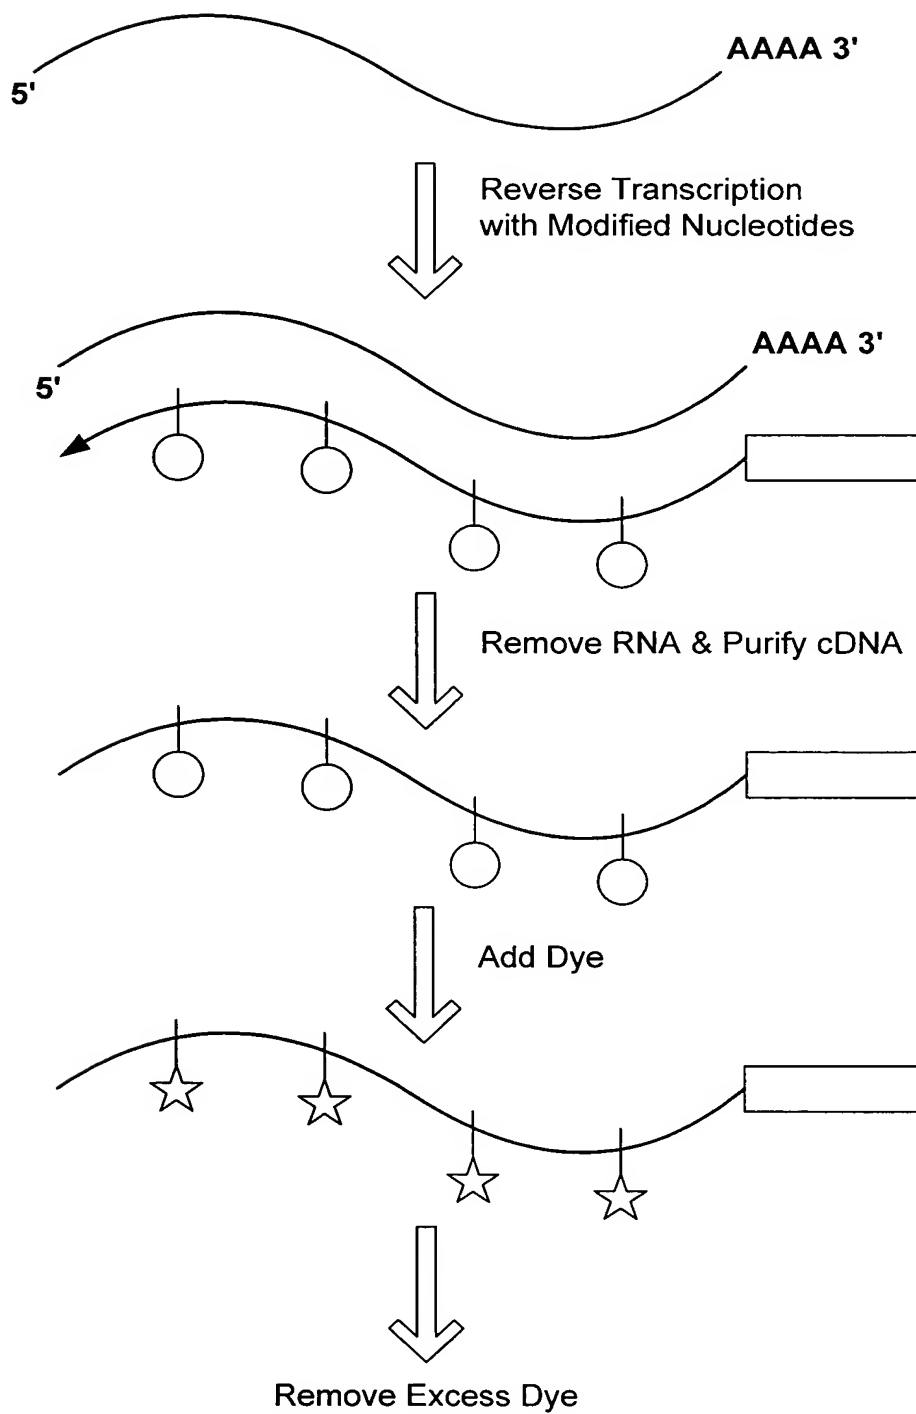 AAAA 3'
5'
Reverse Transcription
with Modified Nucleotides
AAAA 3'
5'
Remove RNA & Purify cDNA
Add Dye
Remove Excess Dye